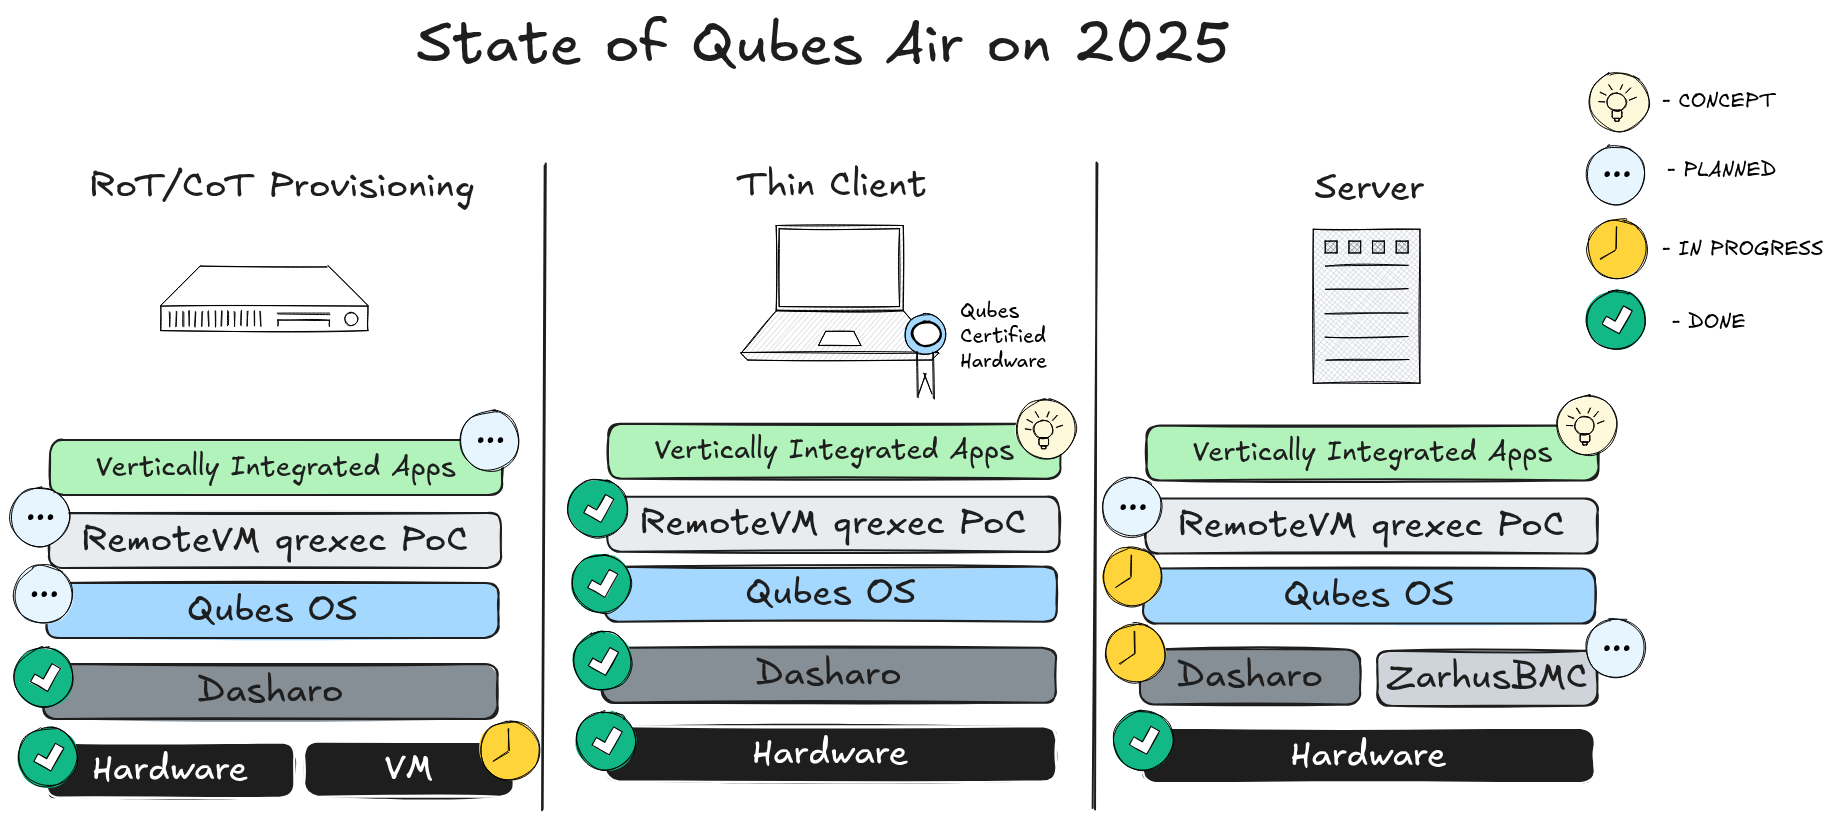 State of Qubes Air on 2025
- CONCEPT
- PLANNED
- IN PROGRESS
- DONE
RoT/CoT Provisioning
Vertically Integrated Apps
RemoteVM qrexec PoC
Qubes OS
Dasharo
Hardware
VM
Thin Client
Qubes
Certified
Hardware
Vertically Integrated Apps
RemoteVM qrexec PoC
Qubes OS
Dasharo
Hardware
Server
Vertically Integrated Apps
RemoteVM qrexec PoC
Qubes OS
Dasharo
ZarhusBMC
Hardware